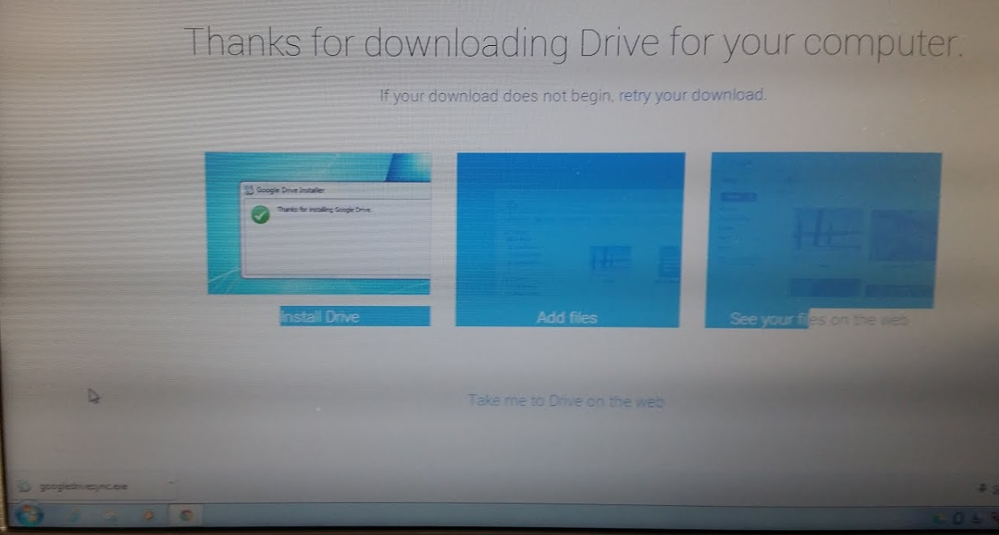 Thanks for downloading Drive for your computer.
If your download does not begin, retry your download.
Google Drive Installer
Thanks for installing Google Drive.
Install Drive
Add files
See your files on the web
Take me to Drive on the web
googledrivesync.exe